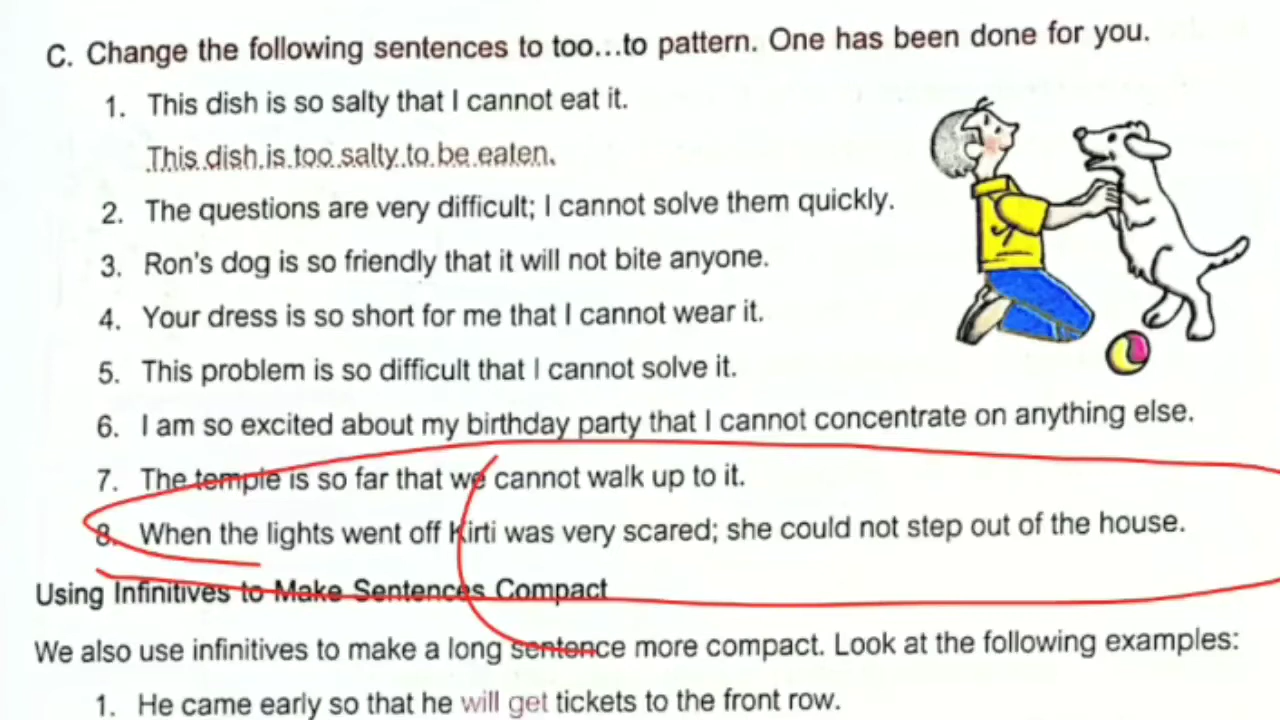 C. Change the following sentences to too...to pattern. One has been done for you.
1. This dish is so salty that I cannot eat it.
This dish is too salty to be eaten.
2. The questions are very difficult; I cannot solve them quickly.
3. Ron's dog is so friendly that it will not bite anyone.
4. Your dress is so short for me that I cannot wear it.
5. This problem is so difficult that I cannot solve it.
6. I am so excited about my birthday party that I cannot concentrate on anything else.
7. The temple is so far that we cannot walk up to it.
8. When the lights went off Kirti was very scared; she could not step out of the house.
Using Infinitives to Make Sentences Compact
We also use infinitives to make a long sentence more compact. Look at the following examples:
1. He came early so that he will get tickets to the front row.